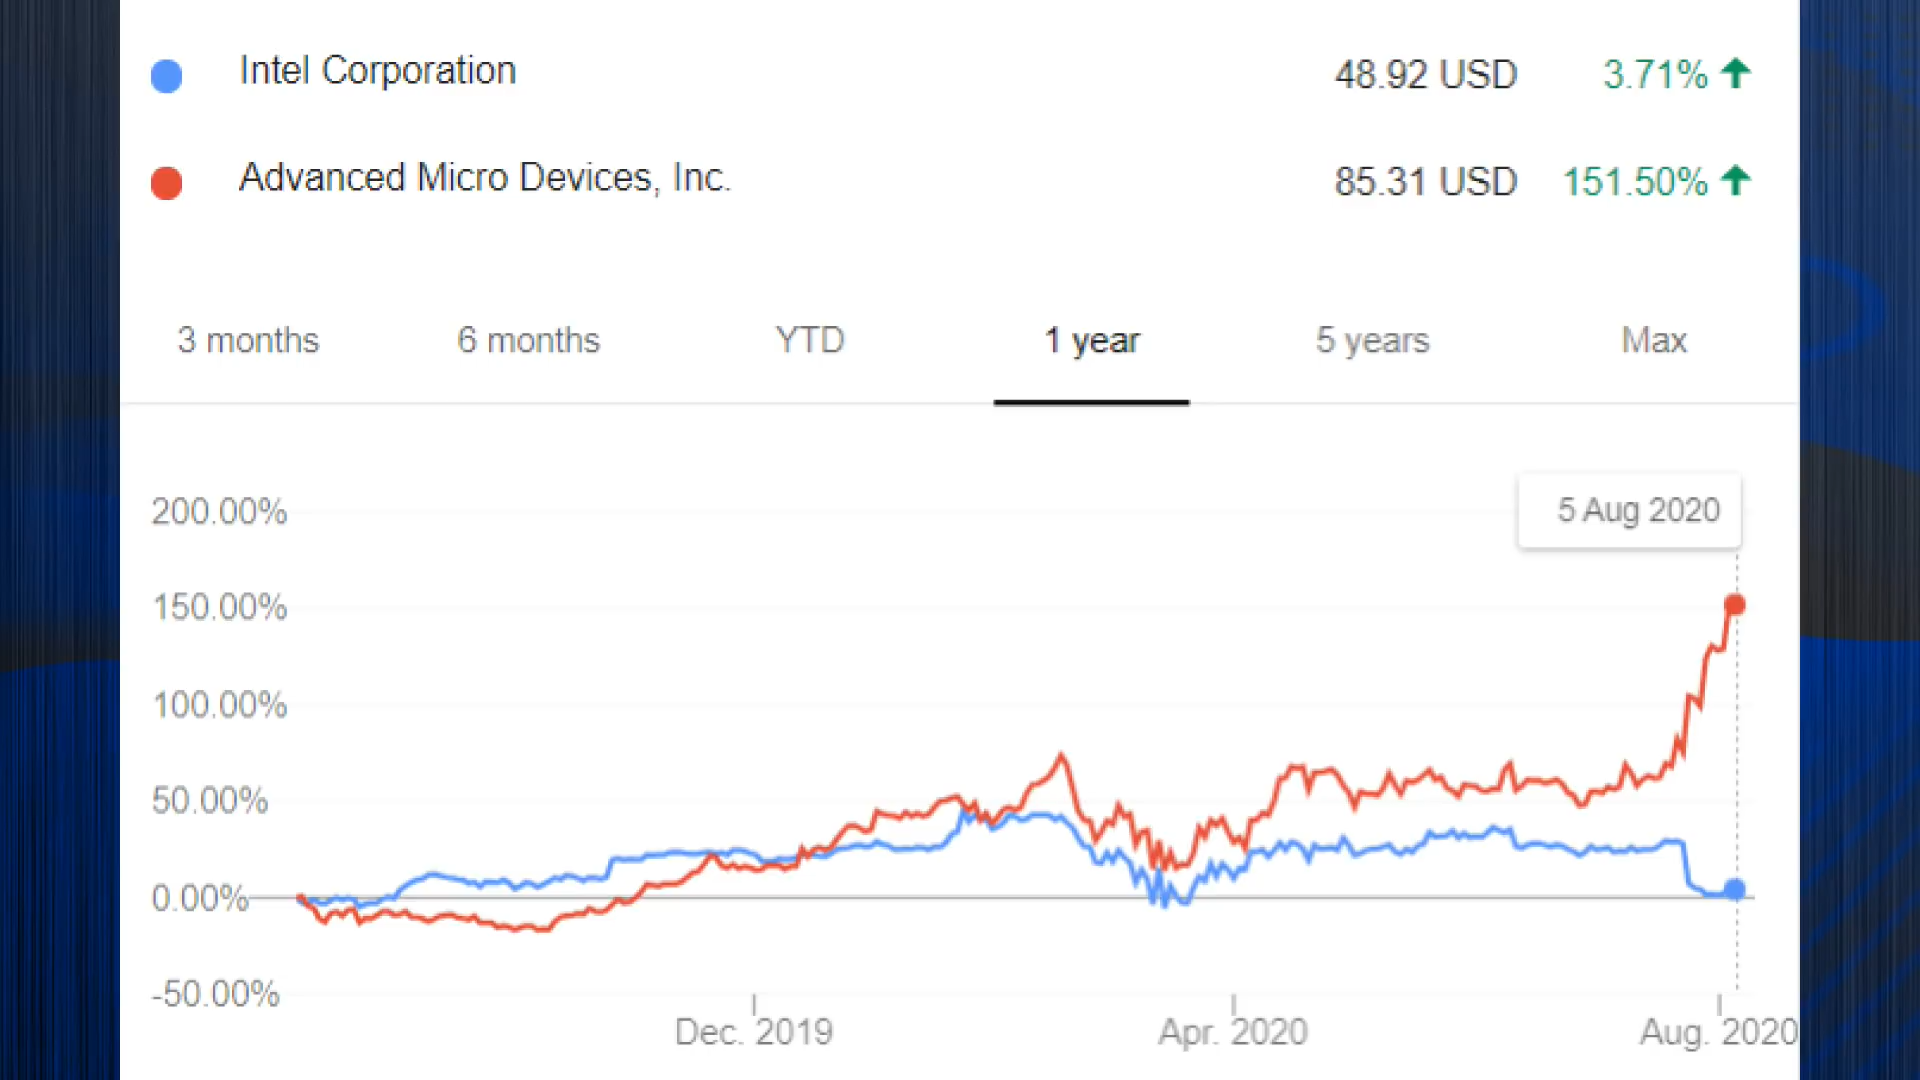 Intel Corporation 48.92 USD 3.71%
Advanced Micro Devices, Inc. 85.31 USD 151.50%
3 months 6 months YTD 1 year 5 years Max
200.00% 5 Aug 2020
150.00%
100.00%
50.00%
0.00%
-50.00%
Dec. 2019 Apr. 2020 Aug. 2020